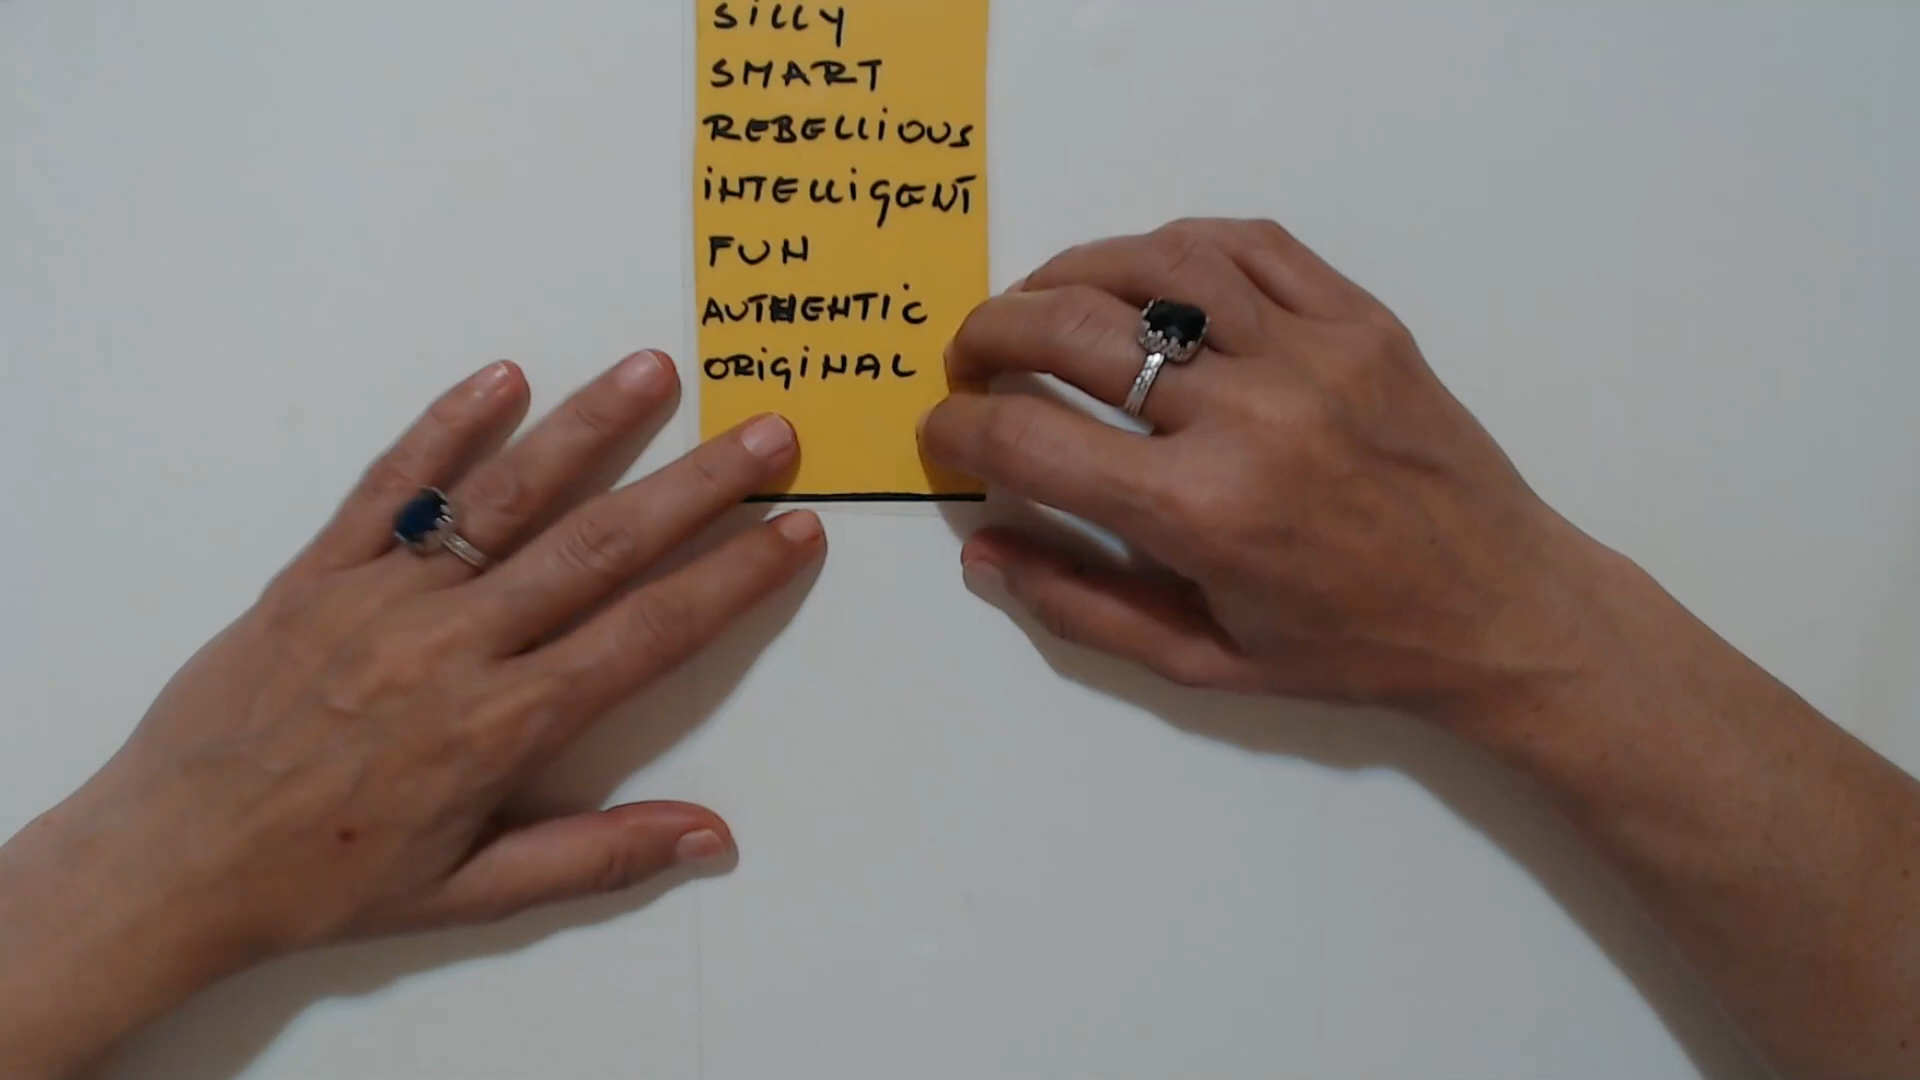 SILLY
SMART
REBELLIOUS
INTELLIGENT
FUN
AUTHENTIC
ORIGINAL